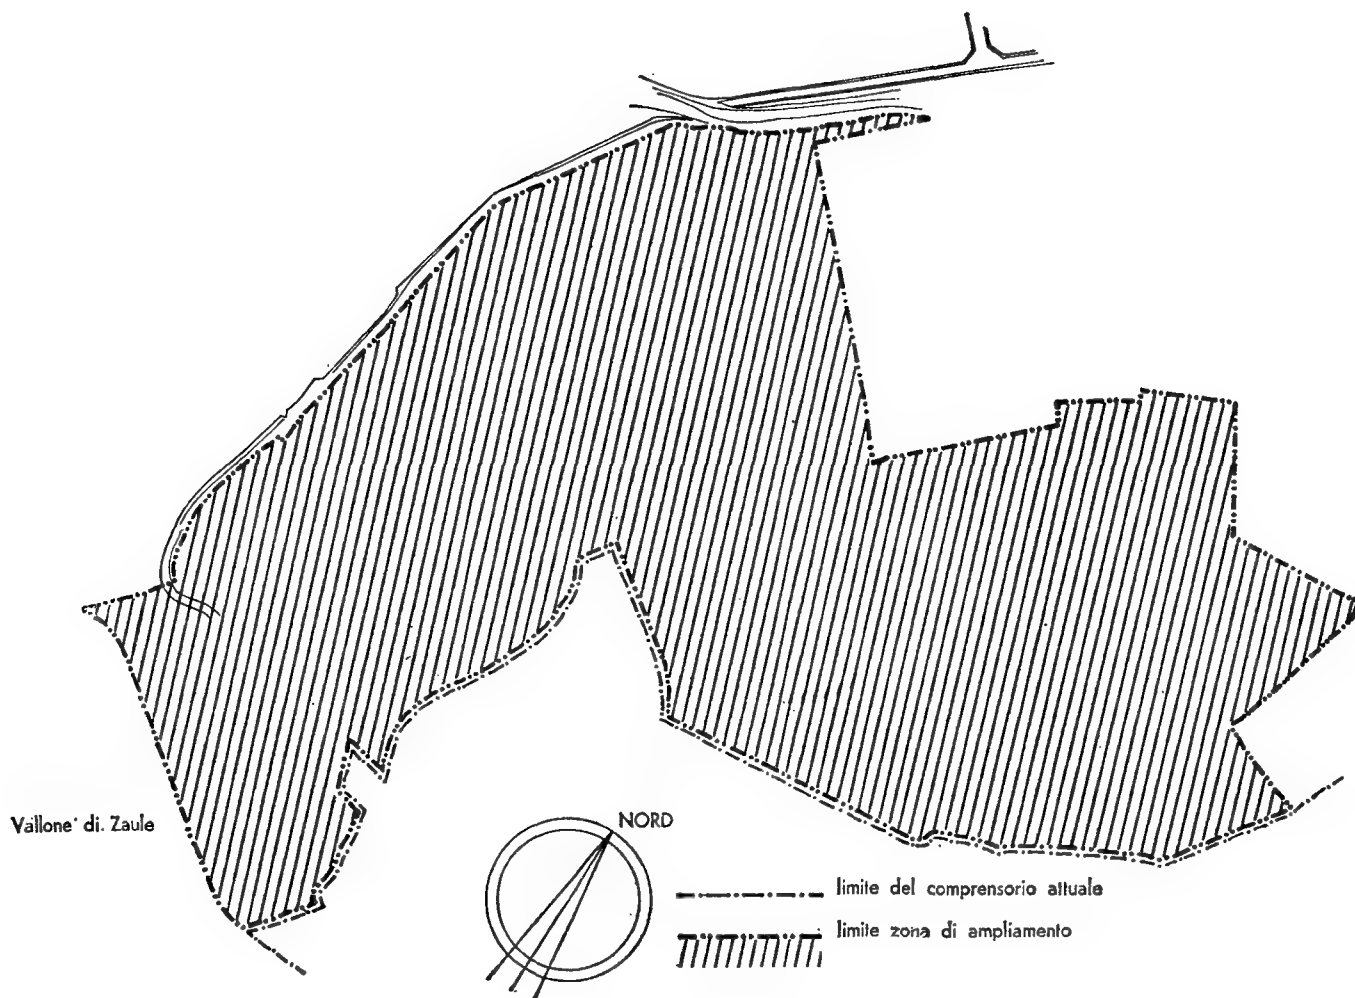 Vallone di. Zaule
NORD
limite del comprensorio attuale
limite zona di ampliamento